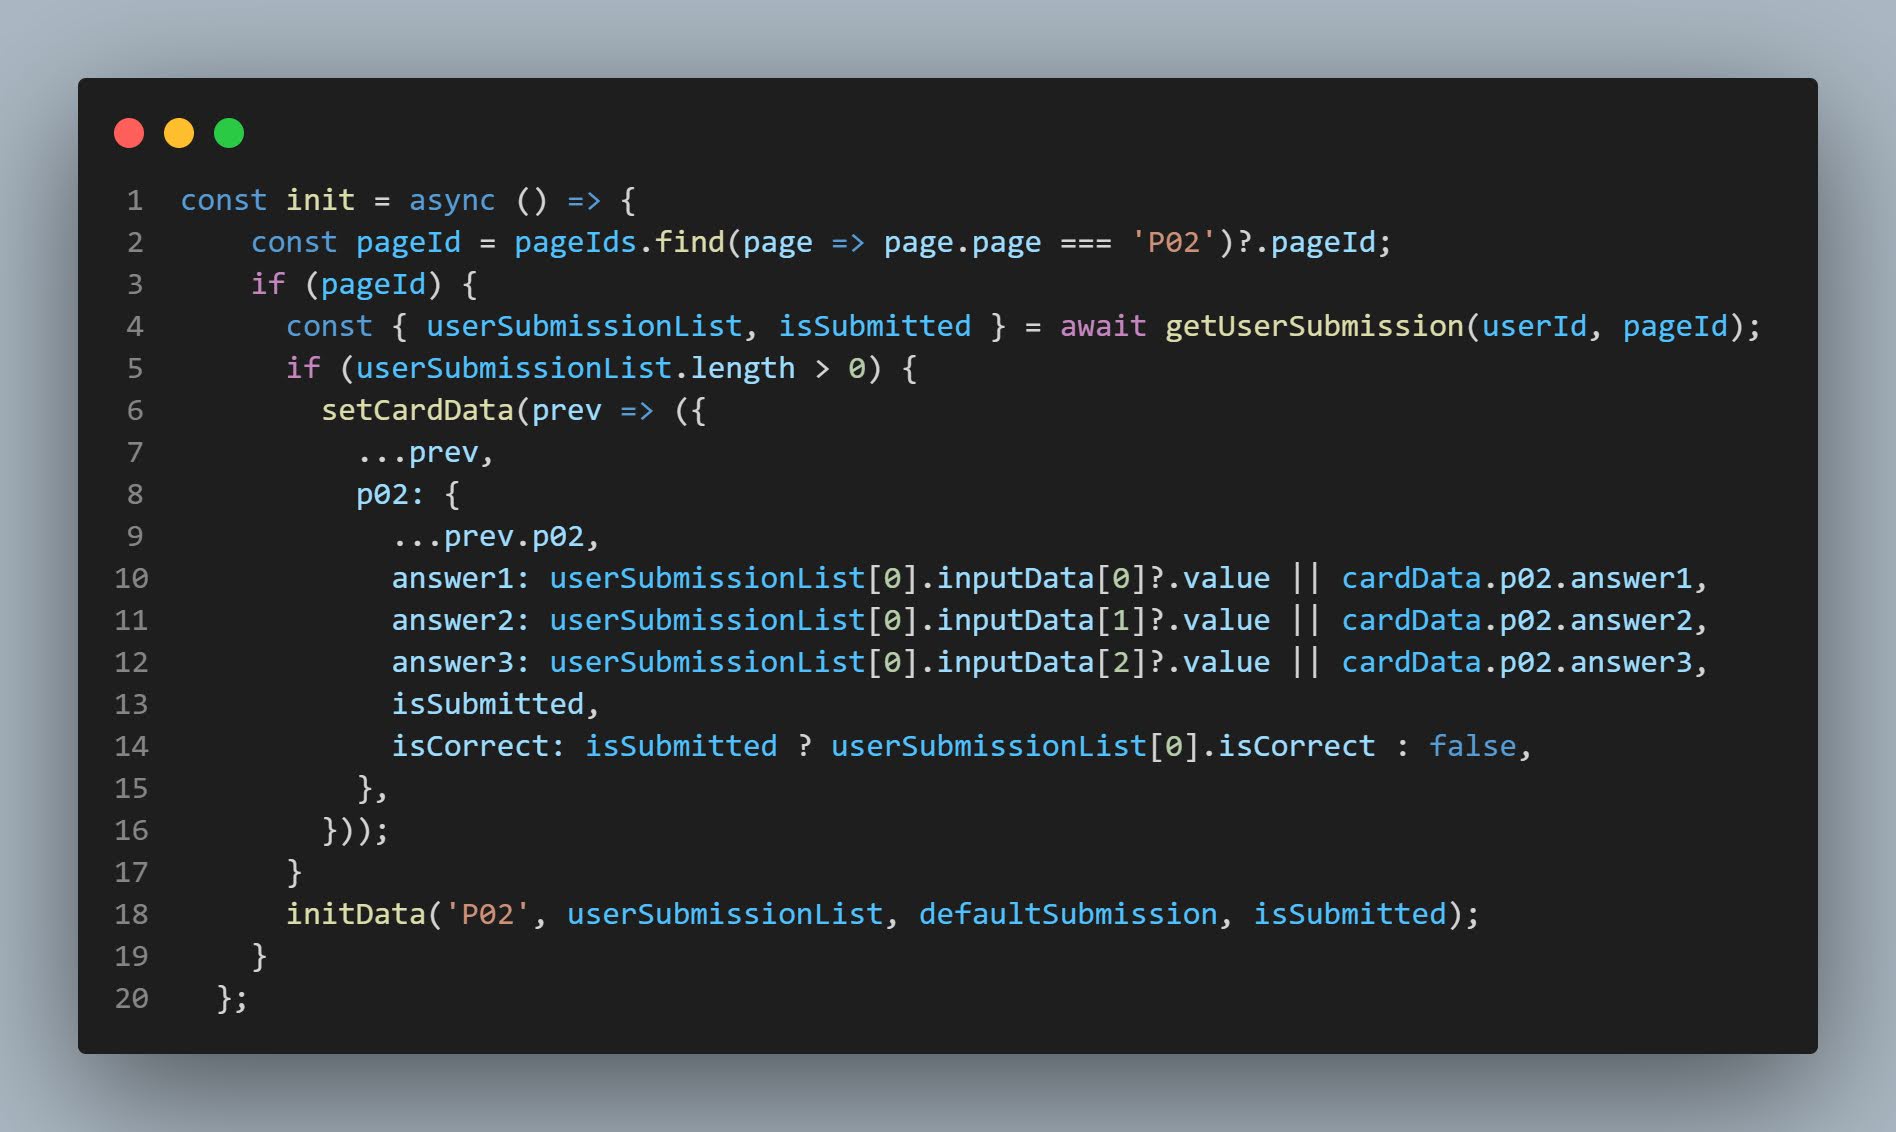 1 const init = async () => {
2 const pageId = pageIds.find(page => page.page === 'P02')?.pageId;
3 if (pageId) {
4 const { userSubmissionList, isSubmitted } = await getUserSubmission(userId, pageId);
5 if (userSubmissionList.length > 0) {
6 setCardData(prev => ({
7 ...prev,
8 p02: {
9 ...prev.p02,
10 answer1: userSubmissionList[0].inputData[0]?.value || cardData.p02.answer1,
11 answer2: userSubmissionList[0].inputData[1]?.value || cardData.p02.answer2,
12 answer3: userSubmissionList[0].inputData[2]?.value || cardData.p02.answer3,
13 isSubmitted,
14 isCorrect: isSubmitted ? userSubmissionList[0].isCorrect : false,
15 },
16 }));
17 }
18 initData('P02', userSubmissionList, defaultSubmission, isSubmitted);
19 }
20 };